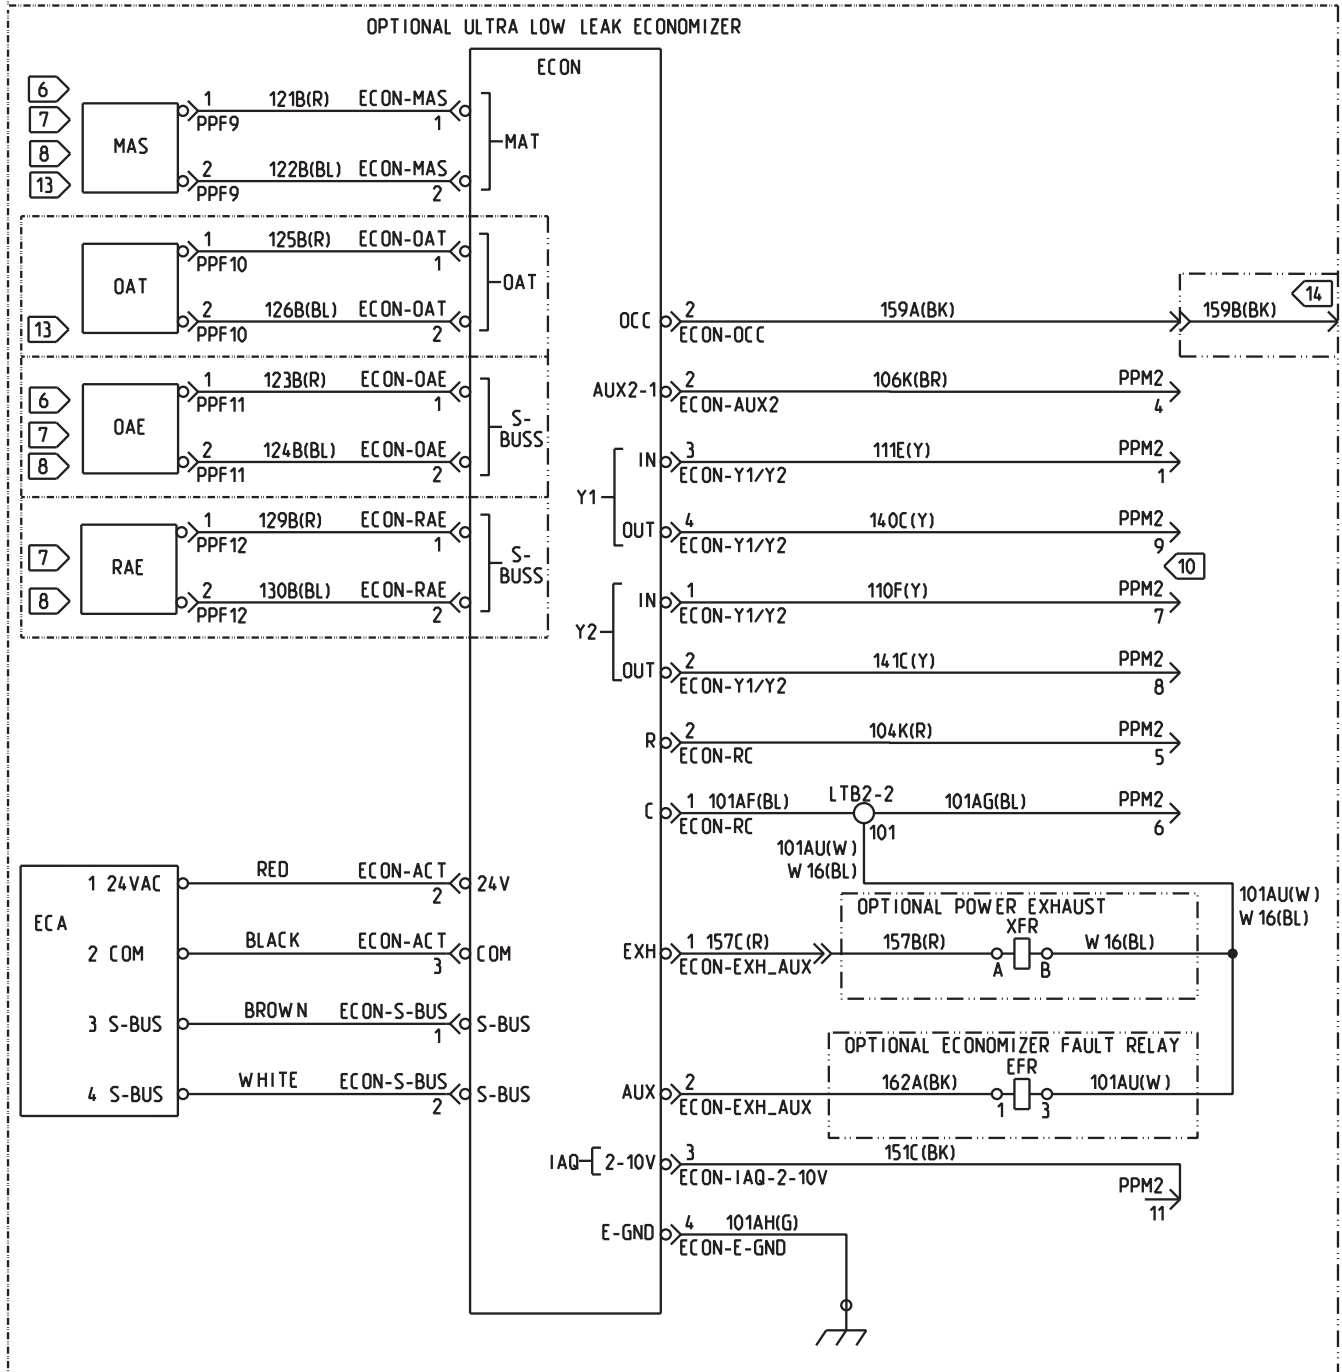 OPTIONAL ULTRA LOW LEAK ECONOMIZER
ECON
6
7
8
13
MAS
1 121B(R) ECON-MAS
PPF9 1
2 122B(BL) ECON-MAS
PPF9 2
MAT
13
OAT
1 125B(R) ECON-OAT
PPF10 1
2 126B(BL) ECON-OAT
PPF10 2
OAT
6
7
8
OAE
1 123B(R) ECON-OAE
PPF11 1
2 124B(BL) ECON-OAE
PPF11 2
S-
BUSS
7
8
RAE
1 129B(R) ECON-RAE
PPF12 1
2 130B(BL) ECON-RAE
PPF12 2
S-
BUSS
ECA
1 24VAC RED ECON-ACT 24V
2
2 COM BLACK ECON-ACT COM
3
3 S-BUS BROWN ECON-S-BUS S-BUS
1
4 S-BUS WHITE ECON-S-BUS S-BUS
2
OCC 2 159A(BK) 159B(BK) 14
ECON-OCC
AUX2-1 2 106K(BR) PPM2
ECON-AUX2 4
Y1
IN 3 111E(Y) PPM2
ECON-Y1/Y2 1
OUT 4 140C(Y) PPM2
ECON-Y1/Y2 9
10
Y2
IN 1 110F(Y) PPM2
ECON-Y1/Y2 7
OUT 2 141C(Y) PPM2
ECON-Y1/Y2 8
R 2 104K(R) PPM2
ECON-RC 5
C 1 101AF(BL) LTB2-2 101AG(BL) PPM2
ECON-RC 101 6
101AU(W)
W16(BL)
101AU(W)
W16(BL)
OPTIONAL POWER EXHAUST
XFR
EXH 1 157C(R) 157B(R) W16(BL)
ECON-EXH_AUX A B
OPTIONAL ECONOMIZER FAULT RELAY
EFR
AUX 2 162A(BK) 101AU(W)
ECON-EXH_AUX 1 3
IAQ 2-10V 3 151C(BK)
ECON-IAQ-2-10V PPM2
11
E-GND 4 101AH(G)
ECON-E-GND